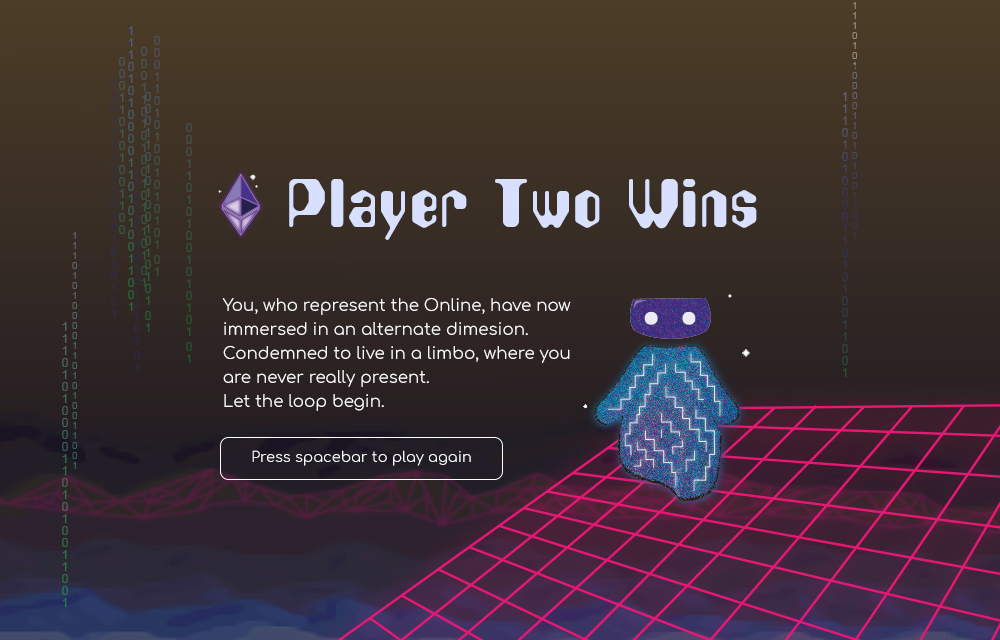 Player Two Wins
You, who represent the Online, have now
immersed in an alternate dimesion.
Condemned to live in a limbo, where you
are never really present.
Let the loop begin.
Press spacebar to play again